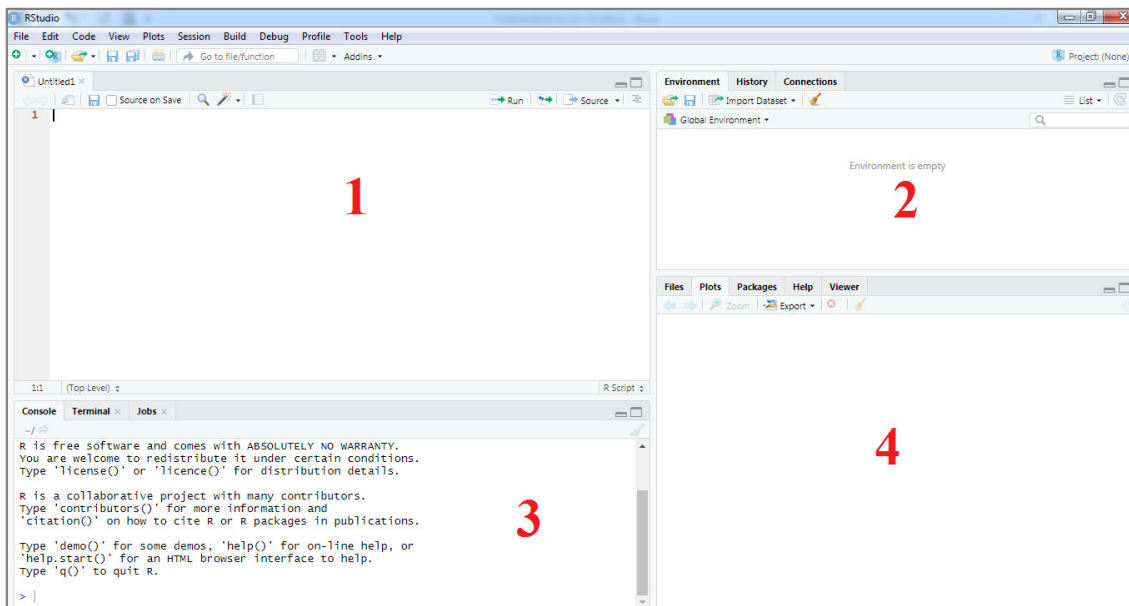 RStudio
File Edit Code View Plots Session Build Debug Profile Tools Help
Go to file/function Addins Project: (None)
Untitled1
Source on Save Run Source
1
1
1:1 (Top Level) R Script
Environment History Connections
Import Dataset List
Global Environment
Environment is empty
2
Console Terminal Jobs
~/
R is free software and comes with ABSOLUTELY NO WARRANTY.
You are welcome to redistribute it under certain conditions.
Type 'license()' or 'licence()' for distribution details.
R is a collaborative project with many contributors.
Type 'contributors()' for more information and
'citation()' on how to cite R or R packages in publications.
Type 'demo()' for some demos, 'help()' for on-line help, or
'help.start()' for an HTML browser interface to help.
Type 'q()' to quit R.
>
3
Files Plots Packages Help Viewer
Zoom Export
4